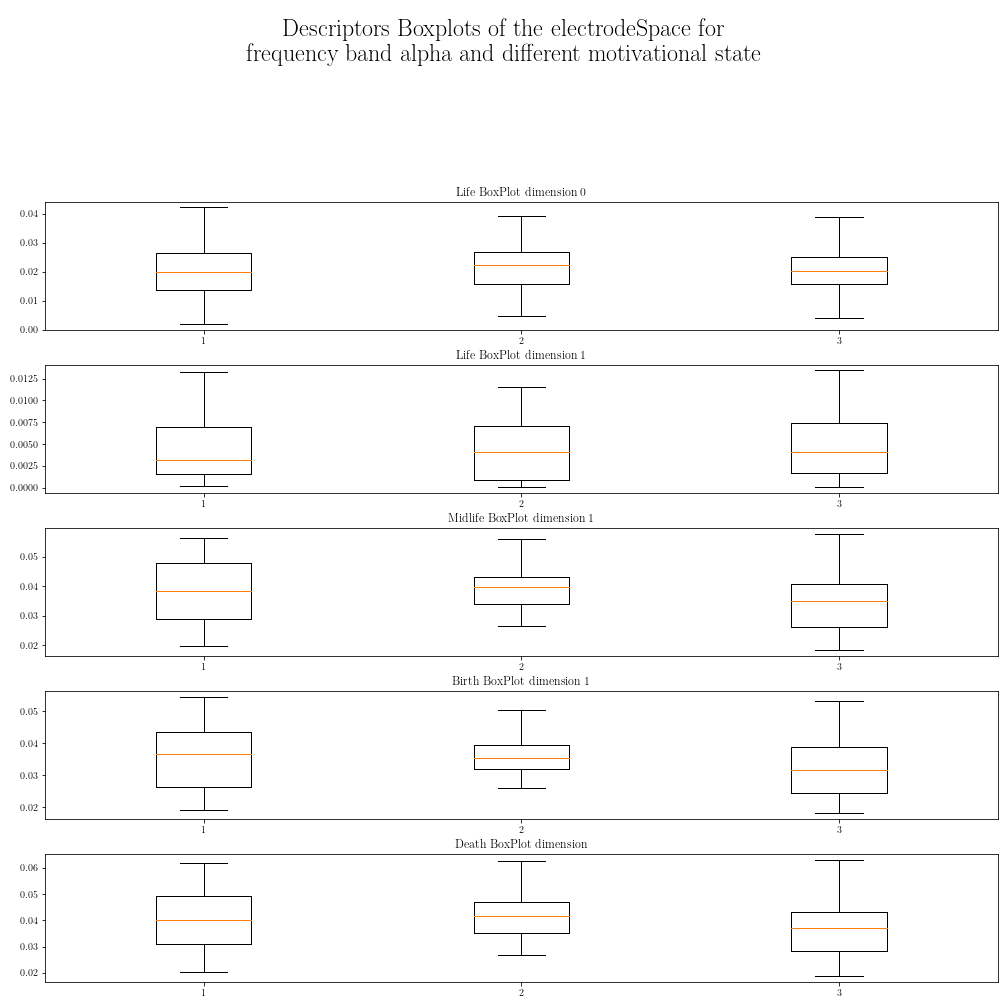 Descriptors Boxplots of the electrodeSpace for
frequency band alpha and different motivational state
Life BoxPlot dimension 0
0.04
0.03
0.02
0.01
0.00
1 2 3
Life BoxPlot dimension 1
0.0125
0.0100
0.0075
0.0050
0.0025
0.0000
1 2 3
Midlife BoxPlot dimension 1
0.05
0.04
0.03
0.02
1 2 3
Birth BoxPlot dimension 1
0.05
0.04
0.03
0.02
1 2 3
Death BoxPlot dimension
0.06
0.05
0.04
0.03
0.02
1 2 3